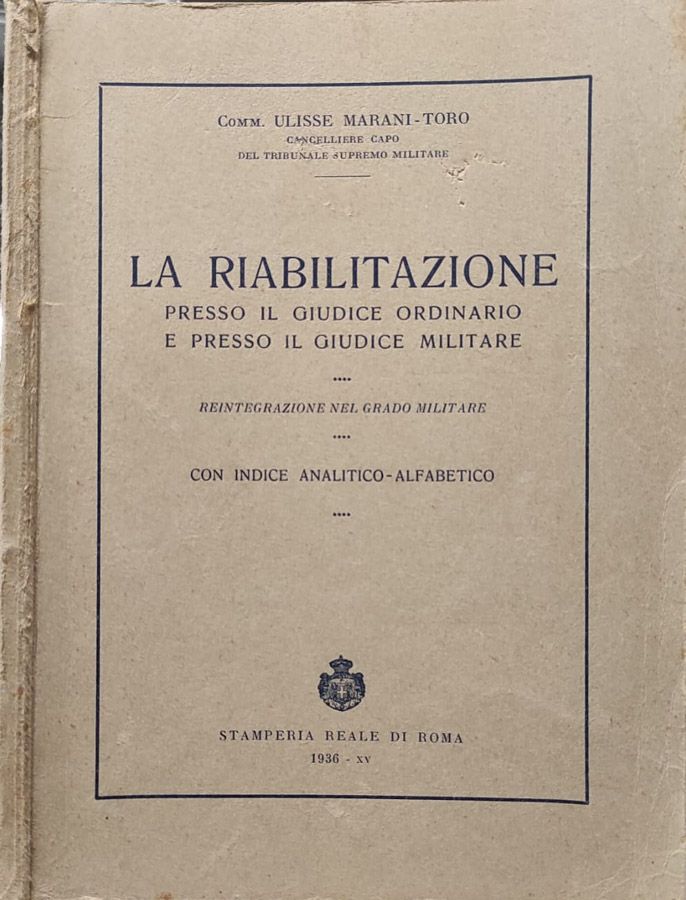 Comm. ULISSE MARANI-TORO
CANCELLIERE CAPO
DEL TRIBUNALE SUPREMO MILITARE
LA RIABILITAZIONE
PRESSO IL GIUDICE ORDINARIO
E PRESSO IL GIUDICE MILITARE
REINTEGRAZIONE NEL GRADO MILITARE
CON INDICE ANALITICO-ALFABETICO
STAMPERIA REALE DI ROMA
1936 - XV